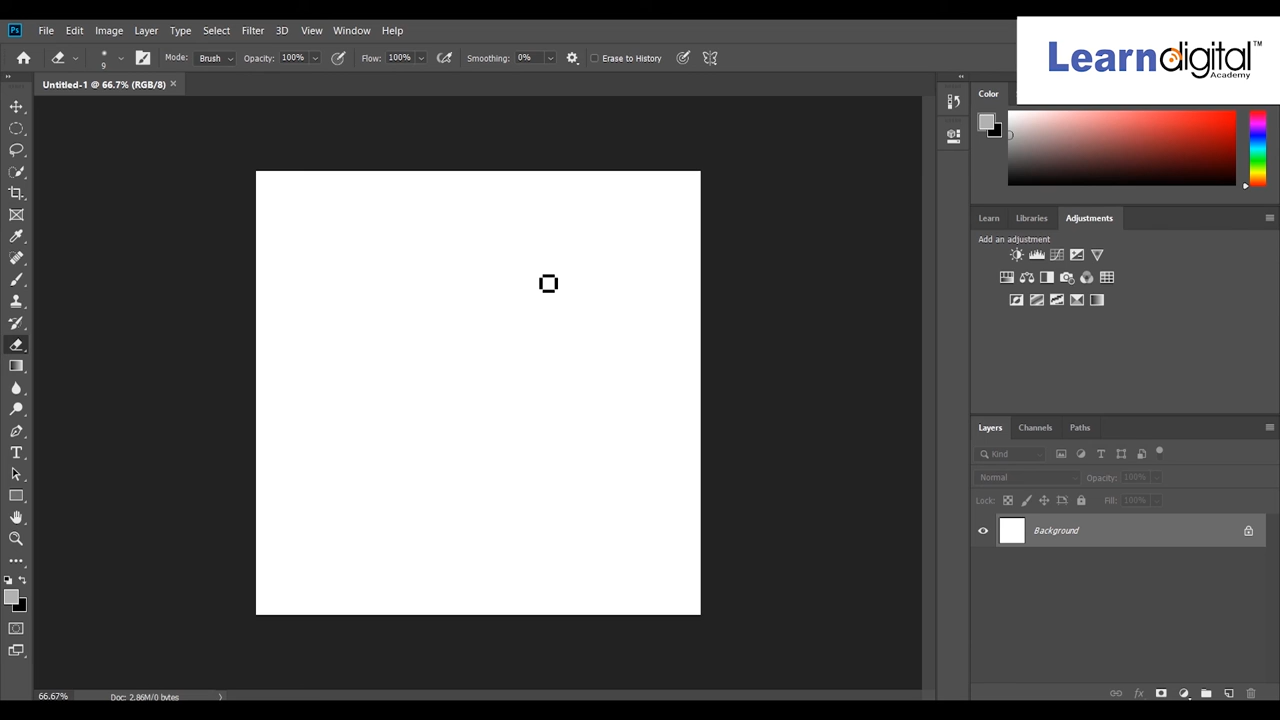 Ps File Edit Image Layer Type Select Filter 3D View Window Help
Learndigital™
Academy
9 Mode: Brush Opacity: 100% Flow: 100% Smoothing: 0% Erase to History
Untitled-1 @ 66.7% (RGB/8)
Color
Learn Libraries Adjustments
Add an adjustment
Layers Channels Paths
Kind
Normal Opacity: 100%
Lock: Fill: 100%
Background
66.67% Doc: 2.86M/0 bytes